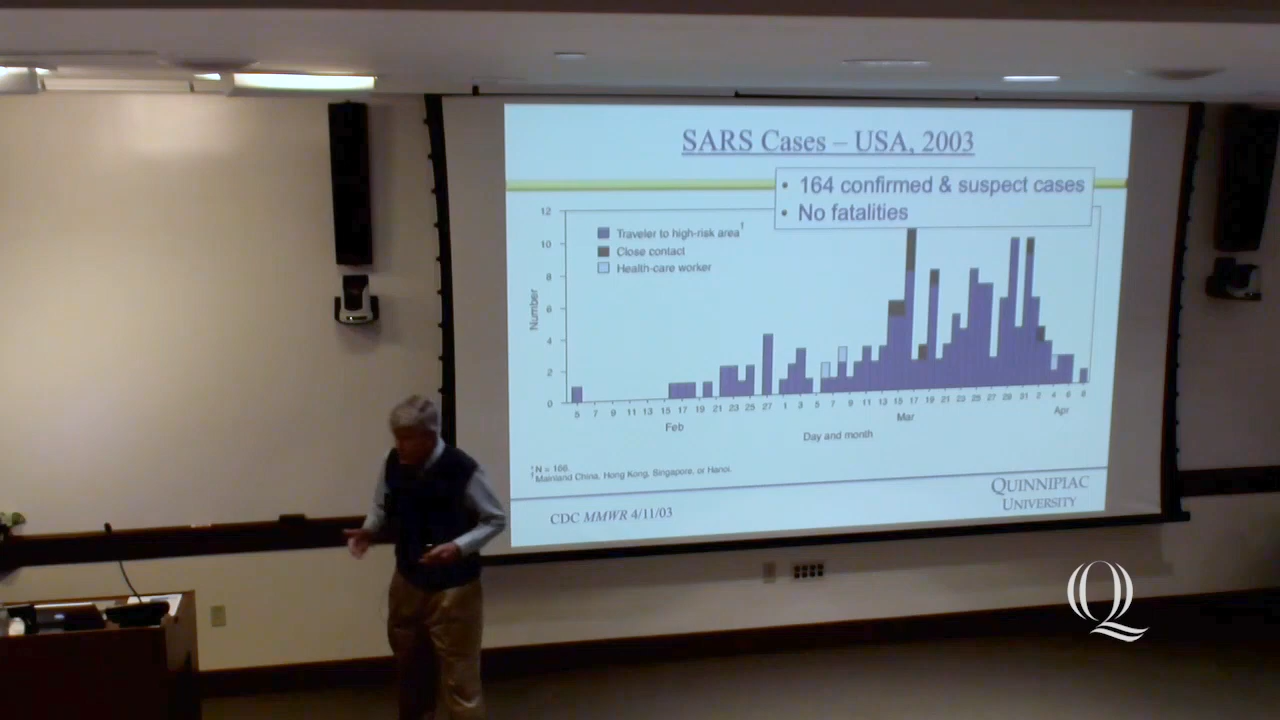 SARS Cases – USA, 2003
• 164 confirmed & suspect cases
• No fatalities
Traveler to high-risk area†
Close contact
Health-care worker
Number
12
10
8
6
4
2
0
5 7 9 11 13 15 17 19 21 23 25 27 1 3 5 7 9 11 13 15 17 19 21 23 25 27 29 31 2 4 6 8
Feb Mar Apr
Day and month
N = 166.
†Mainland China, Hong Kong, Singapore, or Hanoi.
CDC MMWR 4/11/03
QUINNIPIAC
UNIVERSITY
Q